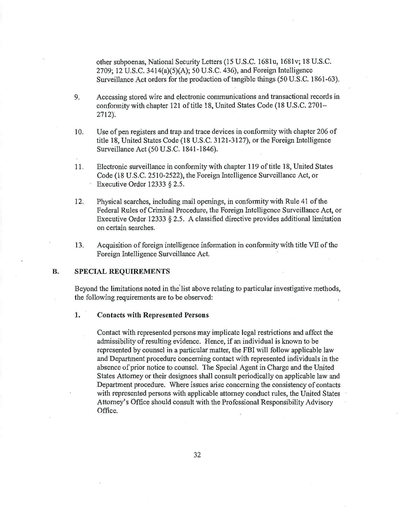 other subpoenas, National Security Letters (15 U.S.C. 1681u, 1681v; 18 U.S.C.
2709; 12 U.S.C. 3414(a)(5)(A); 50 U.S.C. 436), and Foreign Intelligence
Surveillance Act orders for the production of tangible things (50 U.S.C. 1861-63).
9. Accessing stored wire and electronic communications and transactional records in
conformity with chapter 121 of title 18, United States Code (18 U.S.C. 2701-
2712).
10. Use of pen registers and trap and trace devices in conformity with chapter 206 of
title 18, United States Code (18 U.S.C. 3121-3127), or the Foreign Intelligence
Surveillance Act (50 U.S.C. 1841-1846).
11. Electronic surveillance in conformity with chapter 119 of title 18, United States
Code (18 U.S.C. 2510-2522), the Foreign Intelligence Surveillance Act, or
Executive Order 12333 § 2.5.
12. Physical searches, including mail openings, in conformity with Rule 41 of the
Federal Rules of Criminal Procedure, the Foreign Intelligence Surveillance Act, or
Executive Order 12333 § 2.5. A classified directive provides additional limitation
on certain searches.
13. Acquisition of foreign intelligence information in conformity with title VII of the
Foreign Intelligence Surveillance Act.
B. SPECIAL REQUIREMENTS
Beyond the limitations noted in the list above relating to particular investigative methods,
the following requirements are to be observed:
1. Contacts with Represented Persons
Contact with represented persons may implicate legal restrictions and affect the
admissibility of resulting evidence. Hence, if an individual is known to be
represented by counsel in a particular matter, the FBI will follow applicable law
and Department procedure concerning contact with represented individuals in the
absence of prior notice to counsel. The Special Agent in Charge and the United
States Attorney or their designees shall consult periodically on applicable law and
Department procedure. Where issues arise concerning the consistency of contacts
with represented persons with applicable attorney conduct rules, the United States
Attorney's Office should consult with the Professional Responsibility Advisory
Office.
32